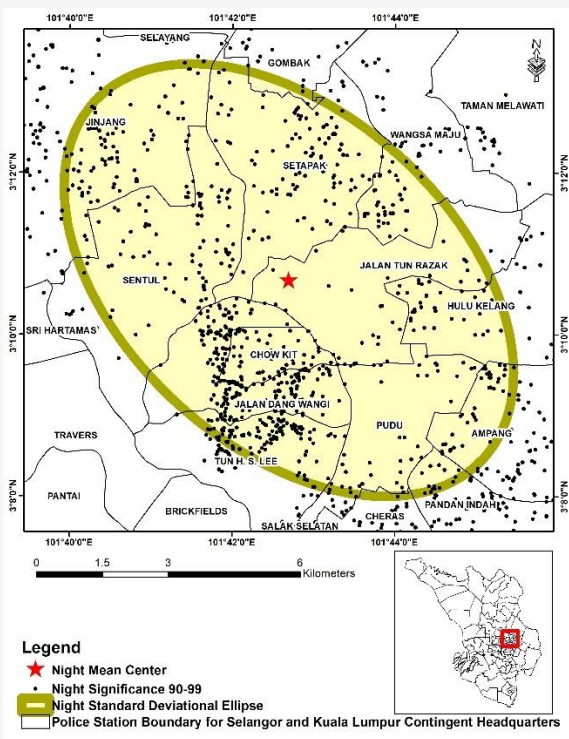 101°40'0"E 101°42'0"E 101°44'0"E
SELAYANG
GOMBAK
N
TAMAN MELAWATI
JINJANG
WANGSA MAJU
SETAPAK
3°12'0"N 3°12'0"N
JALAN TUN RAZAK
SENTUL
HULU KELANG
SRI HARTAMAS
3°10'0"N 3°10'0"N
CHOW KIT
JALAN DANG WANGI
PUDU
TRAVERS
AMPANG
TUN H. S. LEE
3°8'0"N 3°8'0"N
PANTAI
PANDAN INDAH
BRICKFIELDS
CHERAS
SALAK SELATAN
101°40'0"E 101°42'0"E 101°44'0"E
0 1.5 3 6
Kilometers
Legend
Night Mean Center
Night Significance 90-99
Night Standard Deviational Ellipse
Police Station Boundary for Selangor and Kuala Lumpur Contingent Headquarters